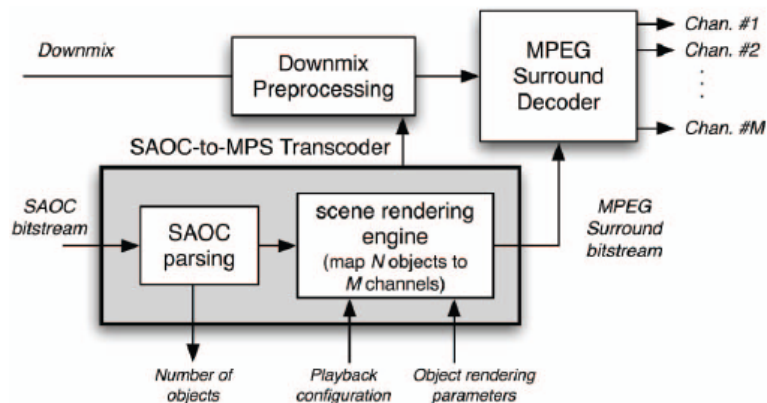 Downmix
Downmix
Preprocessing
MPEG
Surround
Decoder
Chan. #1
Chan. #2
Chan. #M
SAOC-to-MPS Transcoder
SAOC
bitstream
SAOC
parsing
scene rendering
engine
(map N objects to
M channels)
MPEG
Surround
bitstream
Number of
objects
Playback
configuration
Object rendering
parameters